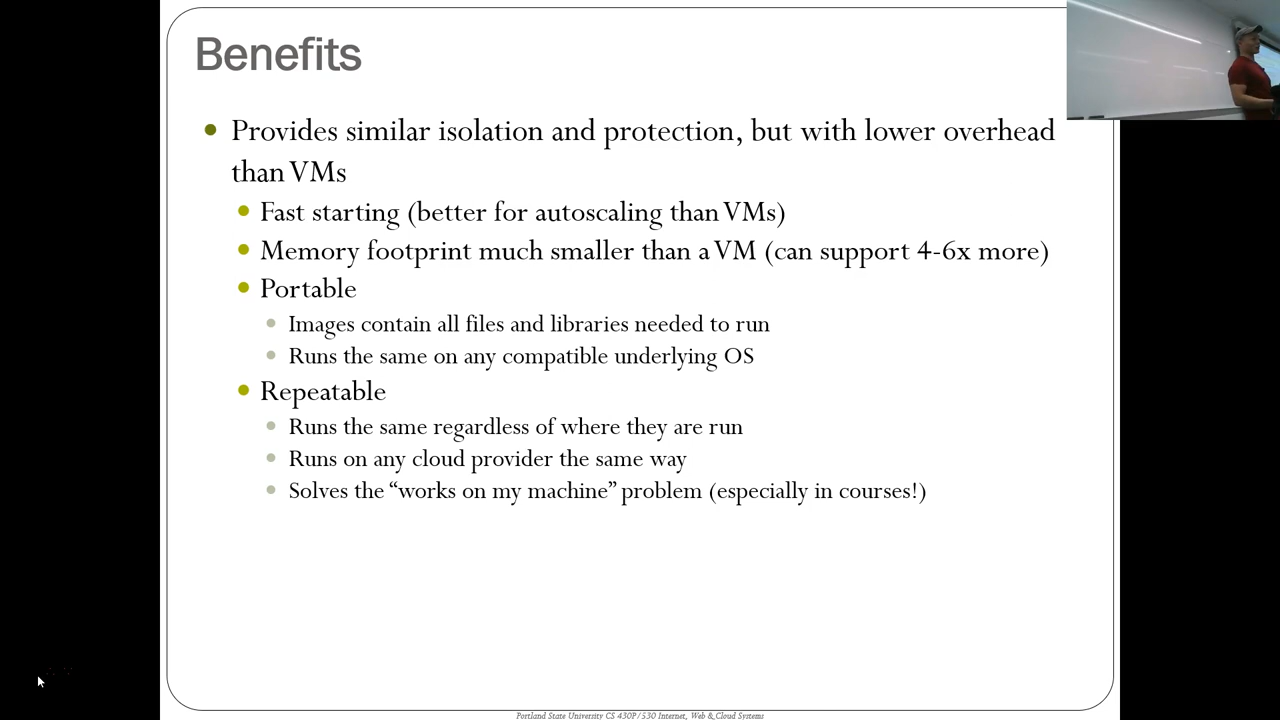 Benefits
Provides similar isolation and protection, but with lower overhead
than VMs
Fast starting (better for autoscaling than VMs)
Memory footprint much smaller than a VM (can support 4-6x more)
Portable
Images contain all files and libraries needed to run
Runs the same on any compatible underlying OS
Repeatable
Runs the same regardless of where they are run
Runs on any cloud provider the same way
Solves the “works on my machine” problem (especially in courses!)
Portland State University CS 430P/530 Internet, Web & Cloud Systems